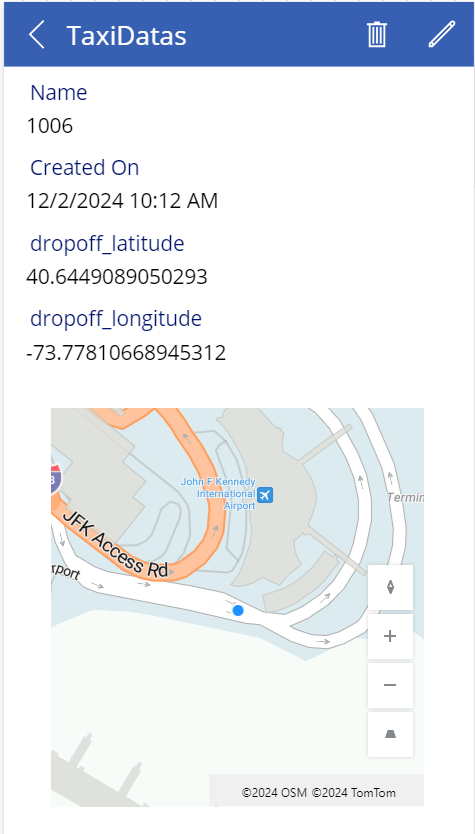 TaxiDatas
Name
1006
Created On
12/2/2024 10:12 AM
dropoff_latitude
40.6449089050293
dropoff_longitude
-73.77810668945312
John F Kennedy
International
Airport
Termin
JFK Access Rd
rport
©2024 OSM ©2024 TomTom